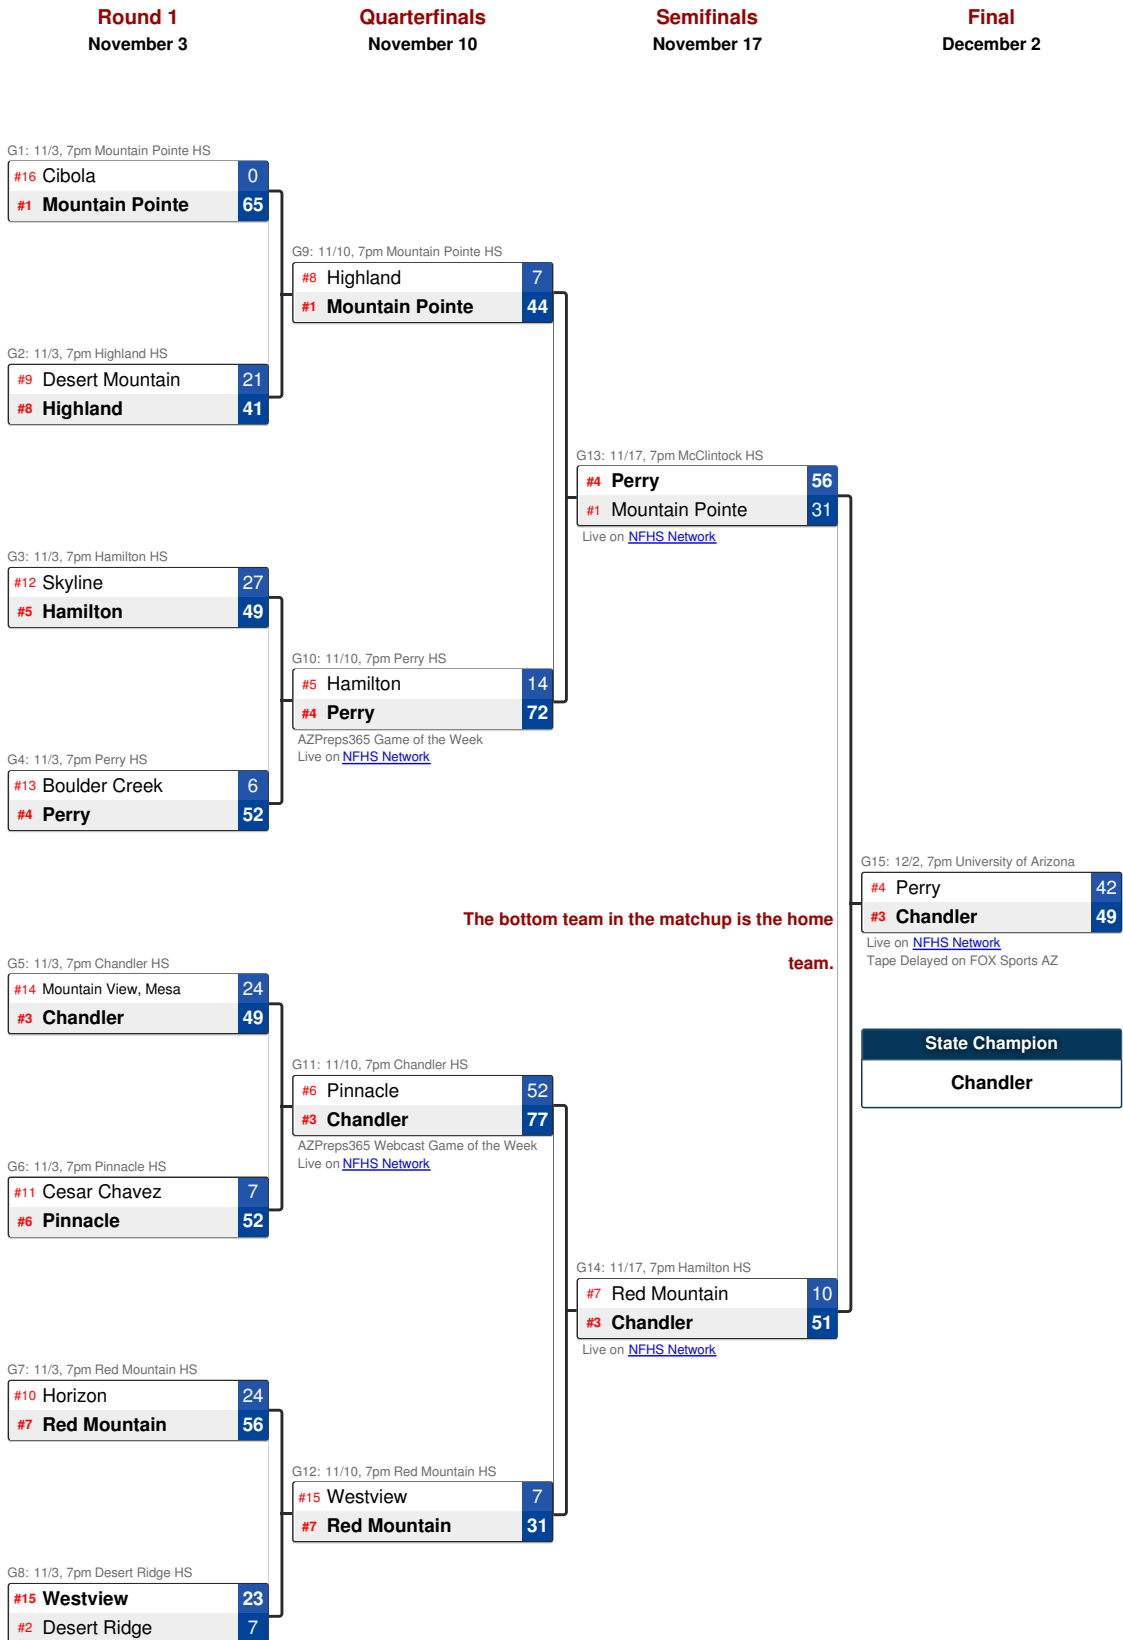 Round 1
November 3
Quarterfinals
November 10
Semifinals
November 17
Final
December 2
G1: 11/3, 7pm Mountain Pointe HS
#16 Cibola 0
#1 Mountain Pointe 65
G9: 11/10, 7pm Mountain Pointe HS
#8 Highland 7
#1 Mountain Pointe 44
G2: 11/3, 7pm Highland HS
#9 Desert Mountain 21
#8 Highland 41
G13: 11/17, 7pm McClintock HS
#4 Perry 56
#1 Mountain Pointe 31
Live on NFHS Network
G3: 11/3, 7pm Hamilton HS
#12 Skyline 27
#5 Hamilton 49
G10: 11/10, 7pm Perry HS
#5 Hamilton 14
#4 Perry 72
AZPreps365 Game of the Week
Live on NFHS Network
G4: 11/3, 7pm Perry HS
#13 Boulder Creek 6
#4 Perry 52
G15: 12/2, 7pm University of Arizona
#4 Perry 42
#3 Chandler 49
Live on NFHS Network
Tape Delayed on FOX Sports AZ
The bottom team in the matchup is the home
team.
G5: 11/3, 7pm Chandler HS
#14 Mountain View, Mesa 24
#3 Chandler 49
State Champion
Chandler
G11: 11/10, 7pm Chandler HS
#6 Pinnacle 52
#3 Chandler 77
AZPreps365 Webcast Game of the Week
Live on NFHS Network
G6: 11/3, 7pm Pinnacle HS
#11 Cesar Chavez 7
#6 Pinnacle 52
G14: 11/17, 7pm Hamilton HS
#7 Red Mountain 10
#3 Chandler 51
Live on NFHS Network
G7: 11/3, 7pm Red Mountain HS
#10 Horizon 24
#7 Red Mountain 56
G12: 11/10, 7pm Red Mountain HS
#15 Westview 7
#7 Red Mountain 31
G8: 11/3, 7pm Desert Ridge HS
#15 Westview 23
#2 Desert Ridge 7